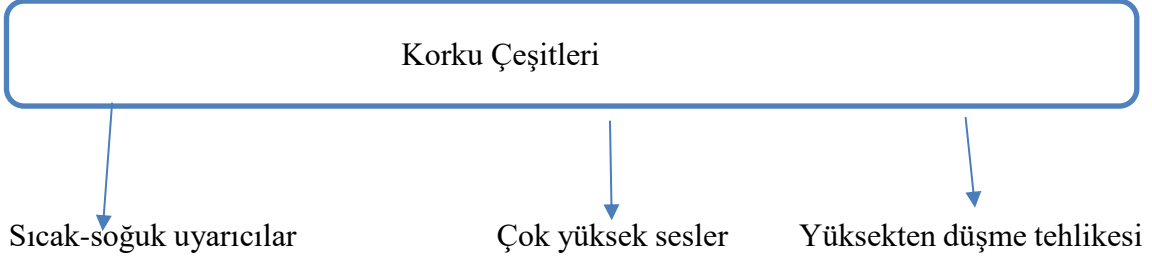 Korku Çeşitleri
Sıcak-soğuk uyarıcılar
Çok yüksek sesler
Yüksekten düşme tehlikesi